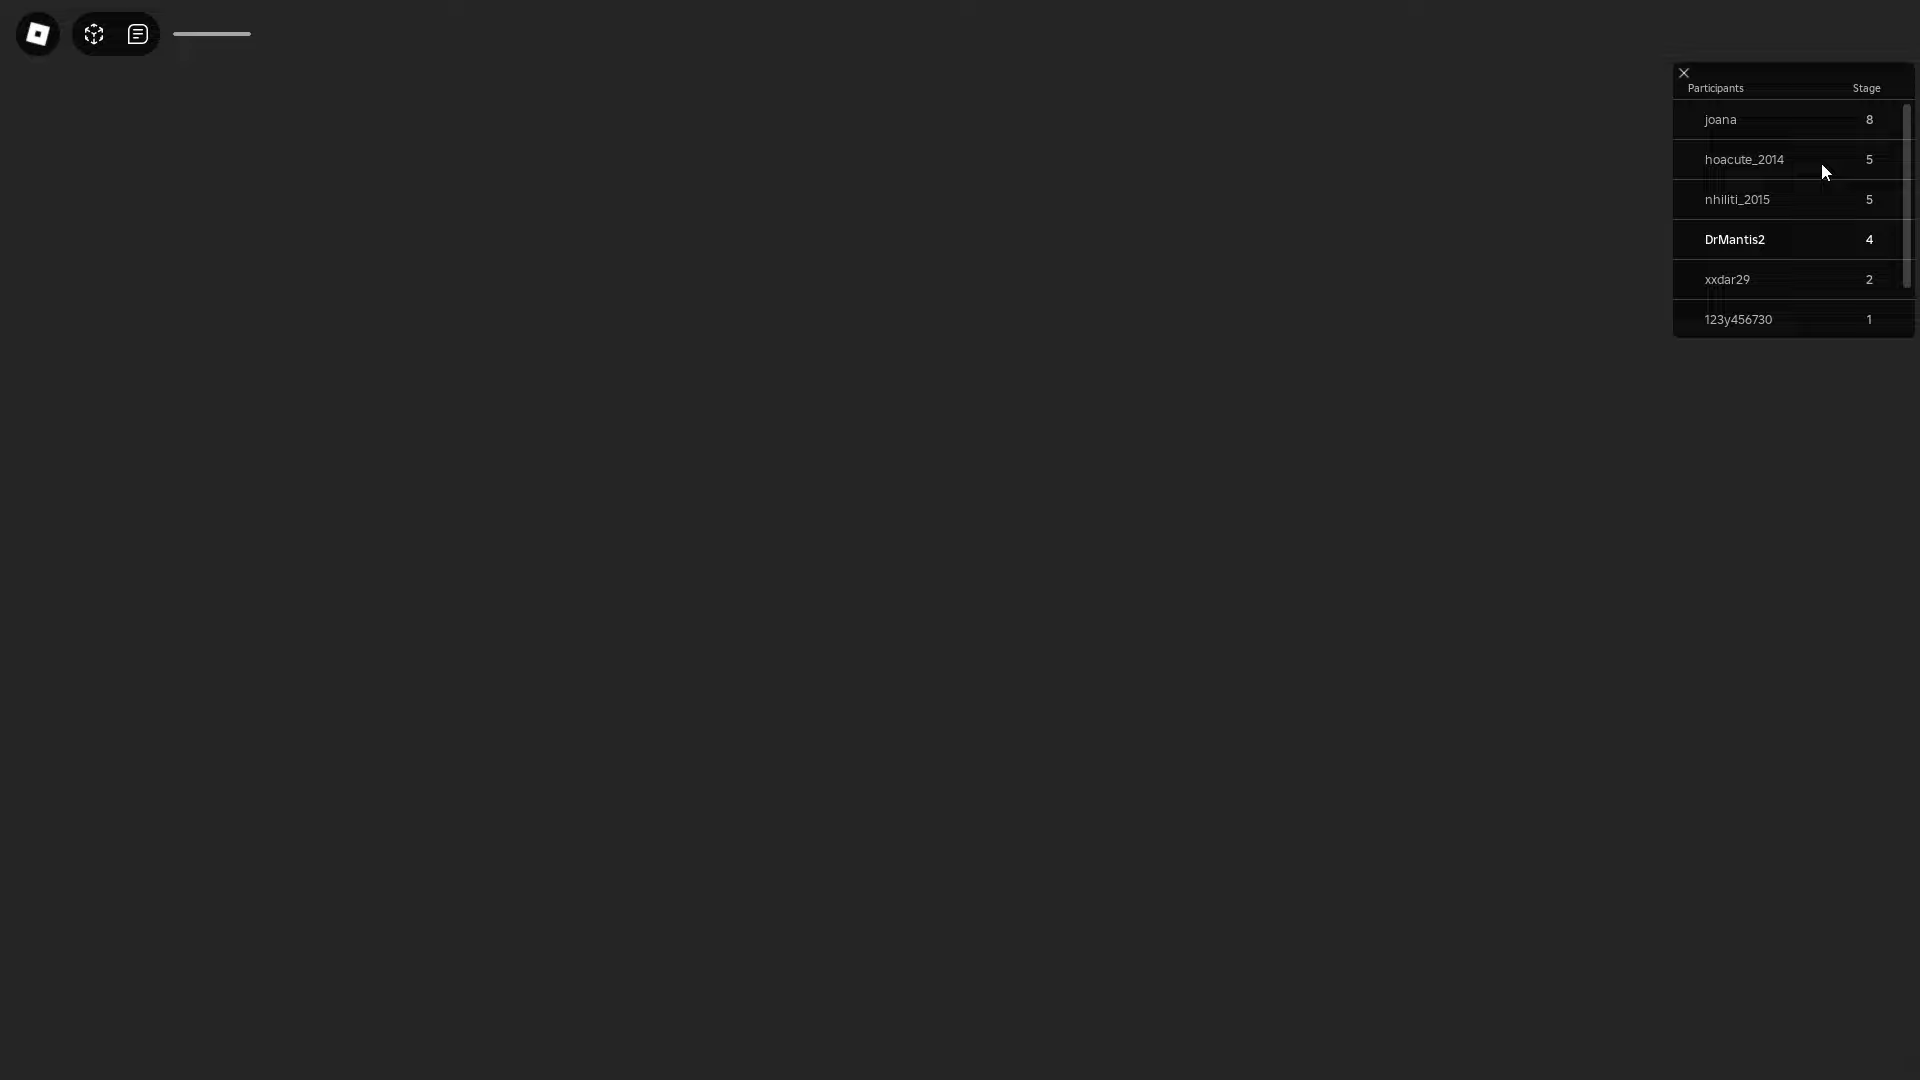 Participants Stage
joana 8
hoacute_2014 5
nhiliti_2015 5
DrMantis2 4
xxdar29 2
123y456730 1